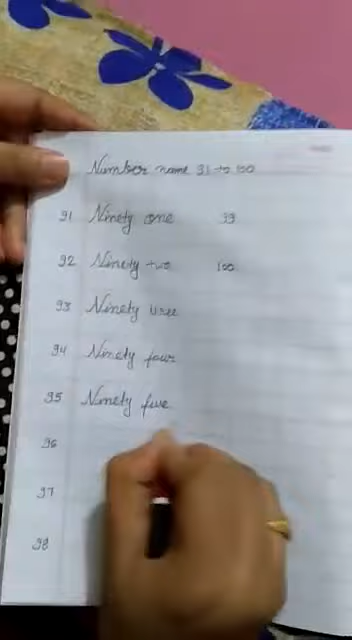 Number name 91 to 100
91 Ninety one 99
92 Ninety two 100
93 Ninety three
94 Ninety four
95 Ninety five
96
97
98